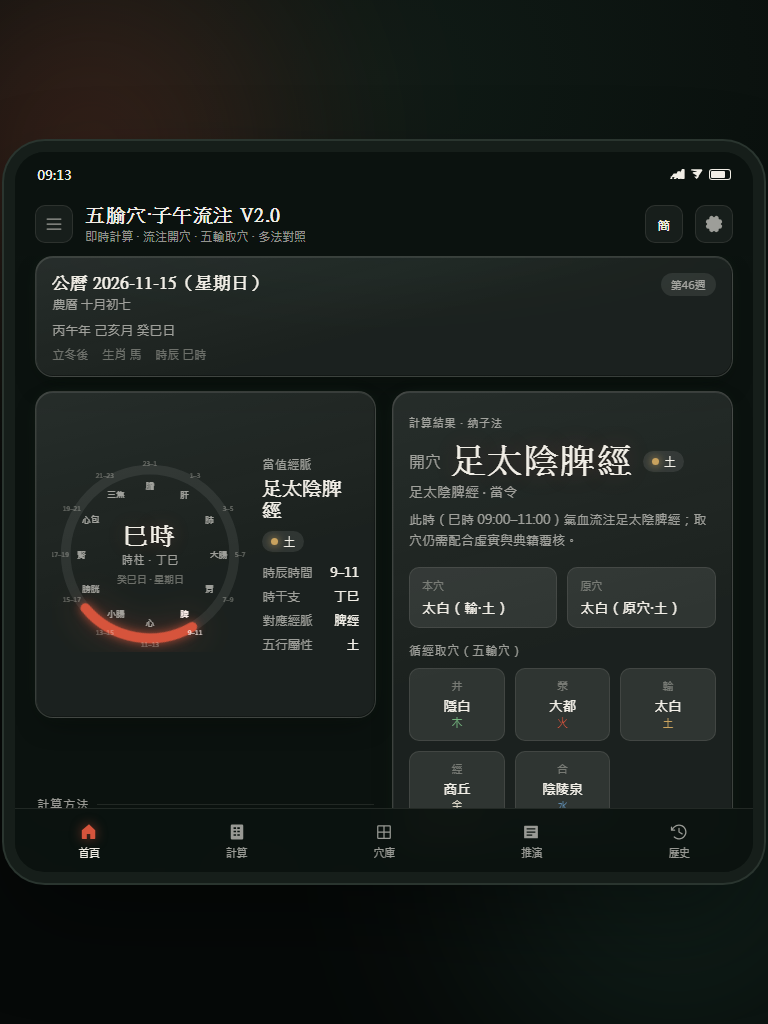 09:13
五腧穴·子午流注 V2.0
即時計算 · 流注開穴 · 五輸取穴 · 多法對照
簡
公曆 2026-11-15（星期日）
第46週
農曆 十月初七
丙午年 己亥月 癸巳日
立冬後 生肖 馬 時辰 巳時
23–1
1–3
3–5
5–7
7–9
9–11
11–13
13–15
15–17
17–19
19–21
21–23
膽
肝
肺
大腸
胃
脾
心
小腸
膀胱
腎
心包
三焦
巳時
時柱 · 丁巳
癸巳日 · 星期日
當值經脈
足太陰脾
經
土
時辰時間 9–11
時干支 丁巳
對應經脈 脾經
五行屬性 土
計算方法
計算結果 · 納子法
開穴 足太陰脾經 土
足太陰脾經 · 當令
此時（巳時 09:00–11:00）氣血流注足太陰脾經；取
穴仍需配合虛實與典籍覆核。
本穴
太白（輸·土）
原穴
太白（原穴·土）
循經取穴（五輸穴）
井
隱白
木
滎
大都
火
輸
太白
土
經
商丘
金
合
陰陵泉
水
首頁
計算
穴庫
推演
歷史